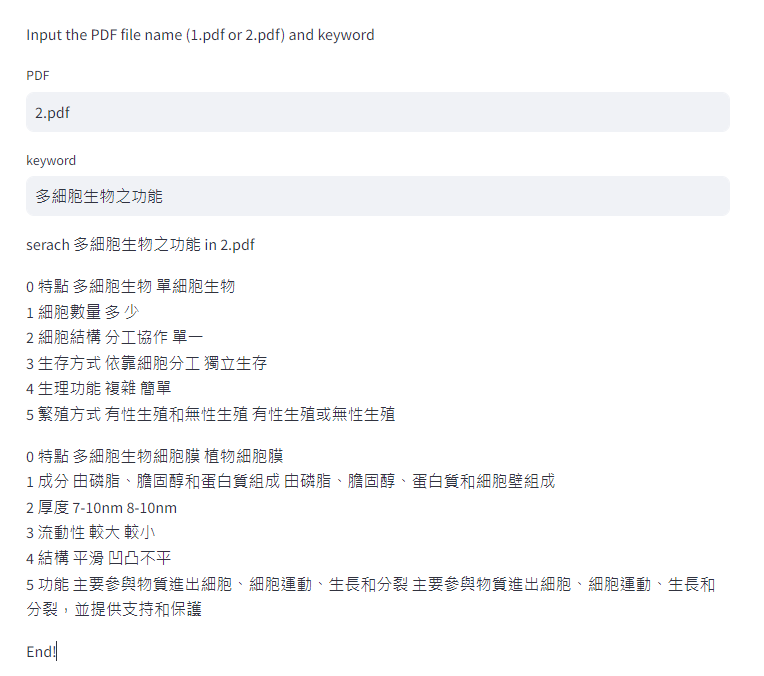 Input the PDF file name (1.pdf or 2.pdf) and keyword
PDF
2.pdf
keyword
多細胞生物之功能
serach 多細胞生物之功能 in 2.pdf
0 特點 多細胞生物 單細胞生物
1 細胞數量 多 少
2 細胞結構 分工協作 單一
3 生存方式 依靠細胞分工 獨立生存
4 生理功能 複雜 簡單
5 繁殖方式 有性生殖和無性生殖 有性生殖或無性生殖
0 特點 多細胞生物細胞膜 植物細胞膜
1 成分 由磷脂、膽固醇和蛋白質組成 由磷脂、膽固醇、蛋白質和細胞壁組成
2 厚度 7-10nm 8-10nm
3 流動性 較大 較小
4 結構 平滑 凹凸不平
5 功能 主要參與物質進出細胞、細胞運動、生長和分裂 主要參與物質進出細胞、細胞運動、生長和
分裂，並提供支持和保護
End!